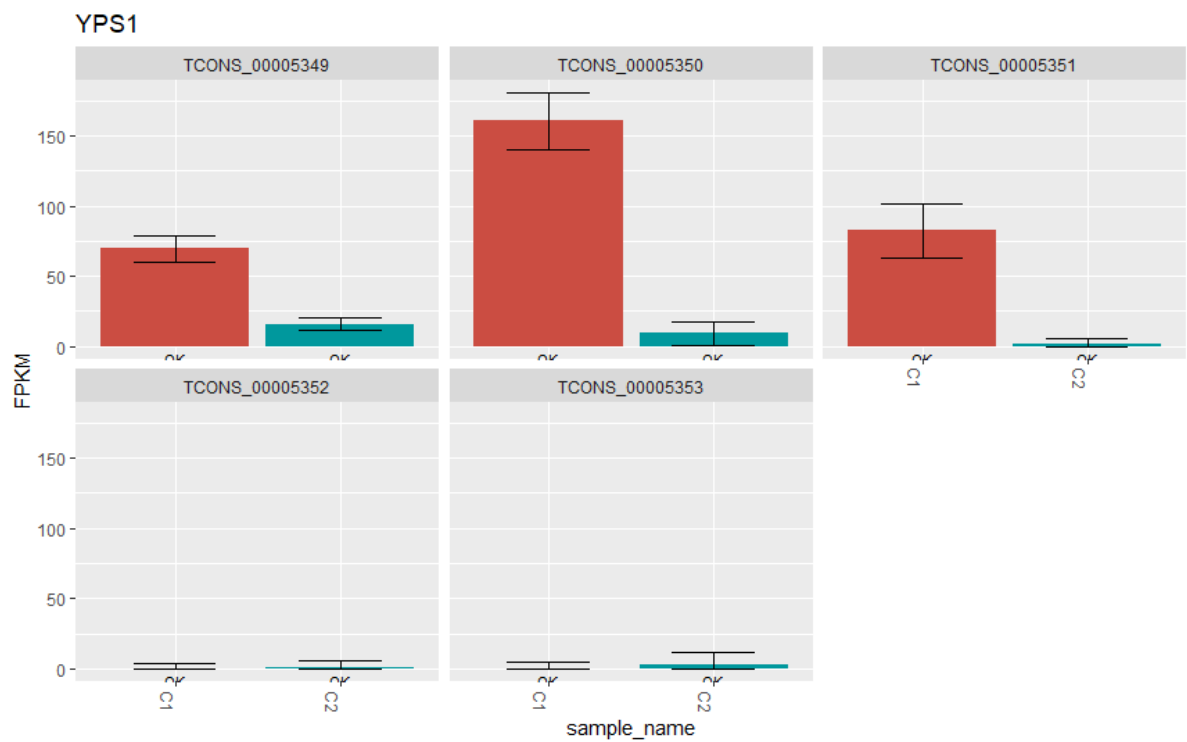 YPS1
TCONS_00005349 TCONS_00005350 TCONS_00005351
150
100
50
0
C1 C2
TCONS_00005352 TCONS_00005353
FPKM
150
100
50
0
C1 C2 C1 C2
sample_name